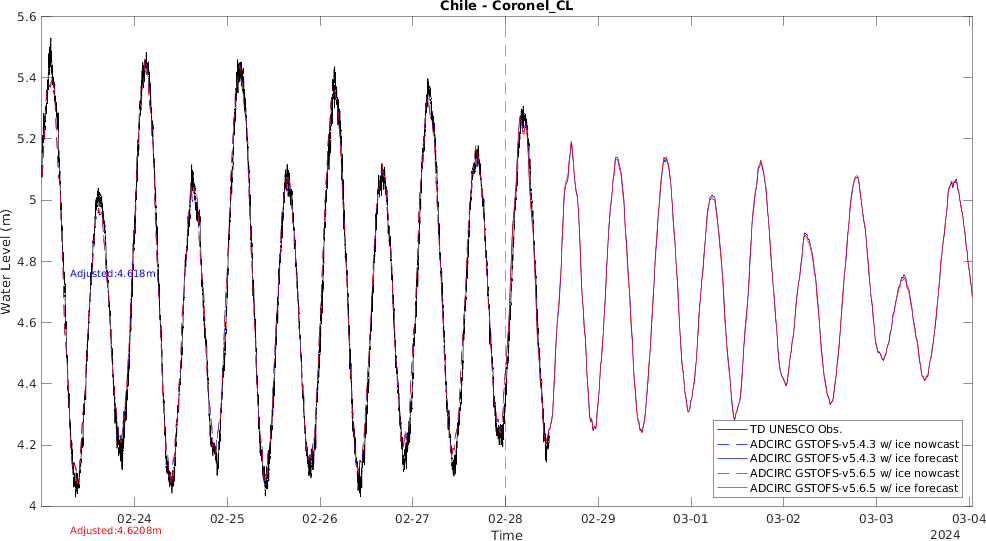 Chile - Coronel_CL
5.6
5.4
5.2
5
4.8
4.6
4.4
4.2
4
Water Level (m)
Adjusted:4.618m
Adjusted:4.6208m
TD UNESCO Obs.
ADCIRC GSTOFS-v5.4.3 w/ ice nowcast
ADCIRC GSTOFS-v5.4.3 w/ ice forecast
ADCIRC GSTOFS-v5.6.5 w/ ice nowcast
ADCIRC GSTOFS-v5.6.5 w/ ice forecast
02-24 02-25 02-26 02-27 02-28 02-29 03-01 03-02 03-03 03-04
Time
2024